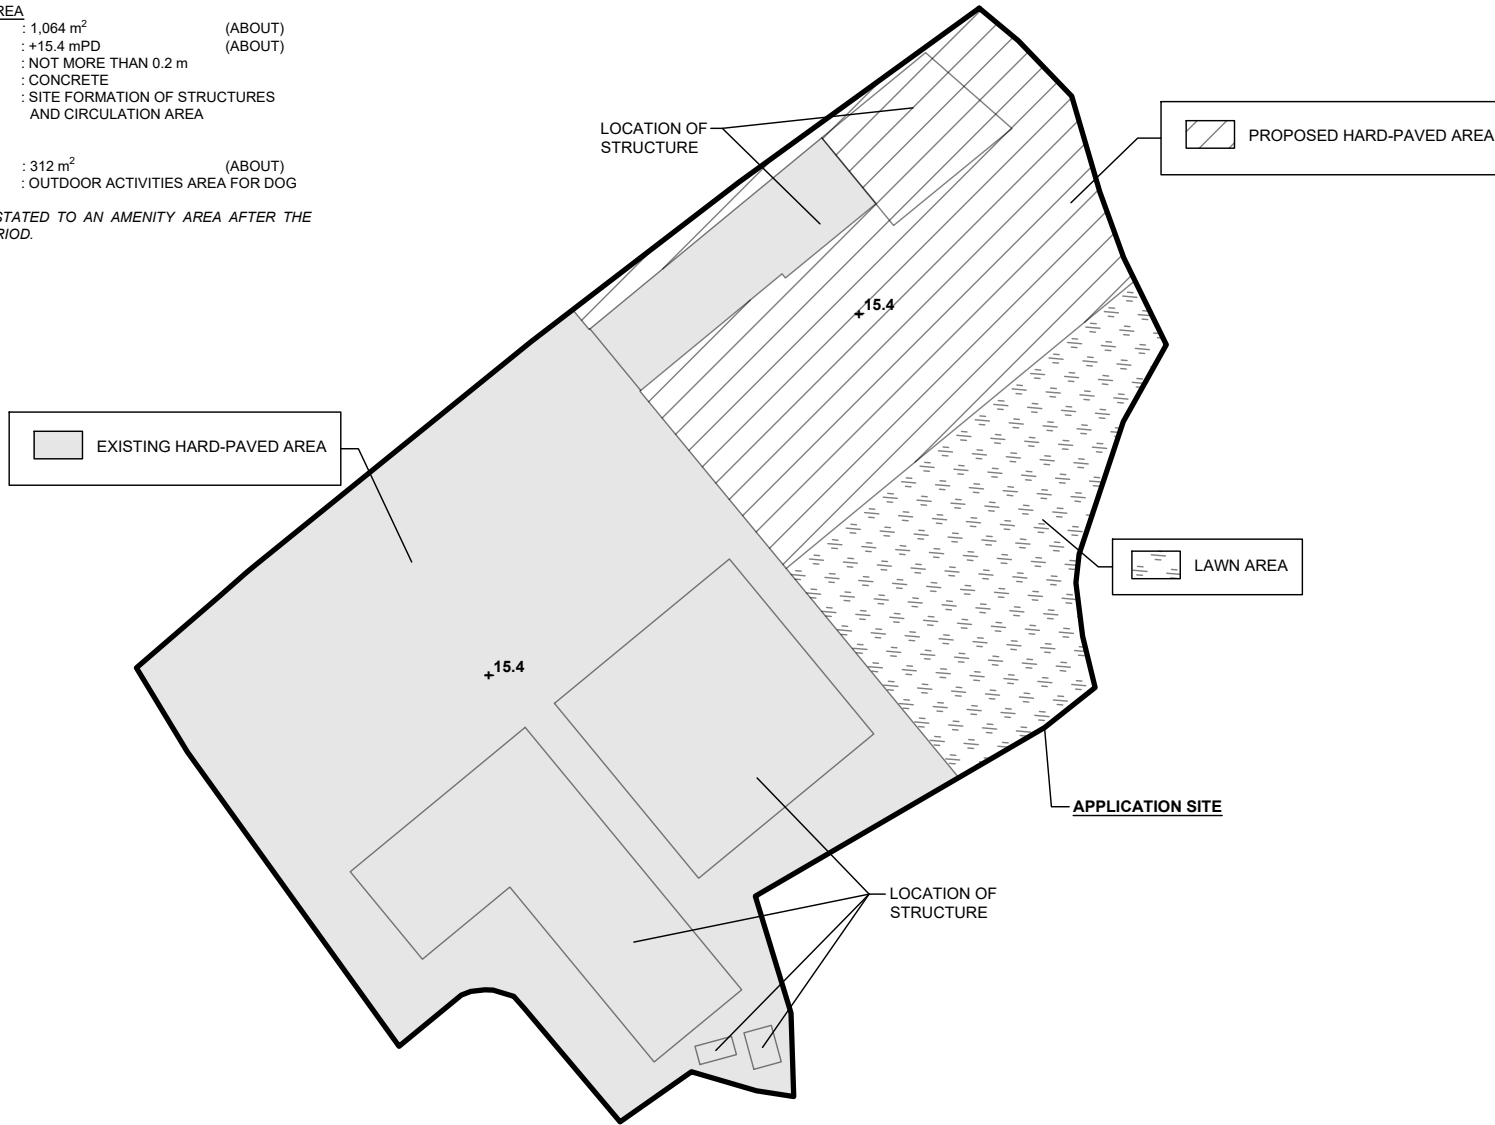 REA
: 1,064 m² (ABOUT)
: +15.4 mPD (ABOUT)
: NOT MORE THAN 0.2 m
: CONCRETE
: SITE FORMATION OF STRUCTURES
AND CIRCULATION AREA
: 312 m² (ABOUT)
: OUTDOOR ACTIVITIES AREA FOR DOG
STATED TO AN AMENITY AREA AFTER THE
RIOD.
LOCATION OF
STRUCTURE
PROPOSED HARD-PAVED AREA
15.4
EXISTING HARD-PAVED AREA
LAWN AREA
15.4
APPLICATION SITE
LOCATION OF
STRUCTURE